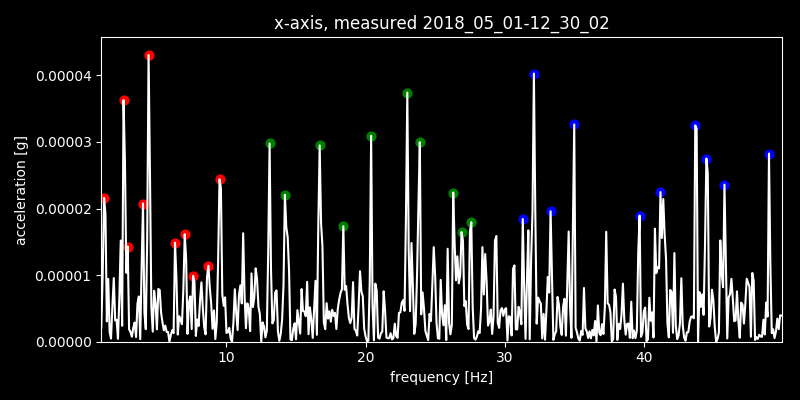 x-axis, measured 2018_05_01-12_30_02
acceleration [g]
0.00004
0.00003
0.00002
0.00001
0.00000
10 20 30 40
frequency [Hz]